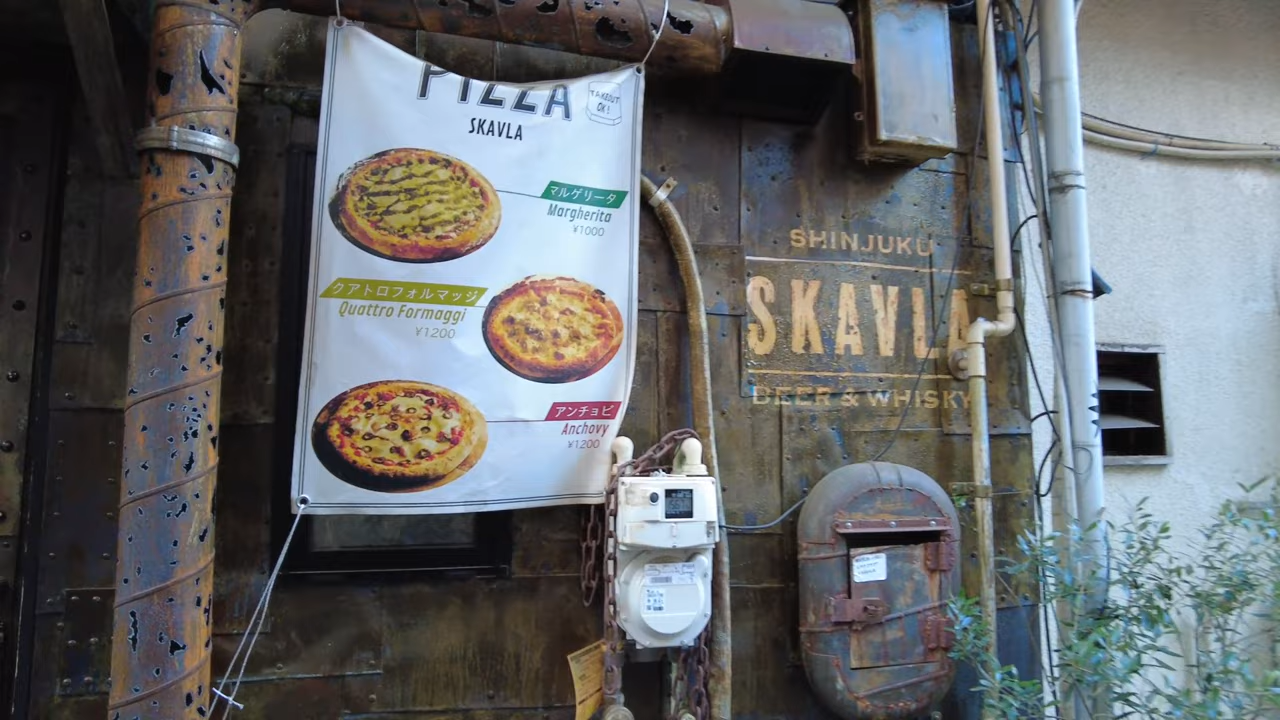 PIZZA
TAKEOUT
OK!
SKAVLA
マルゲリータ
Margherita
¥1000
クアトロフォルマッジ
Quattro Formaggi
¥1200
アンチョビ
Anchovy
¥1200
SHINJUKU
SKAVLA
BEER & WHISKY